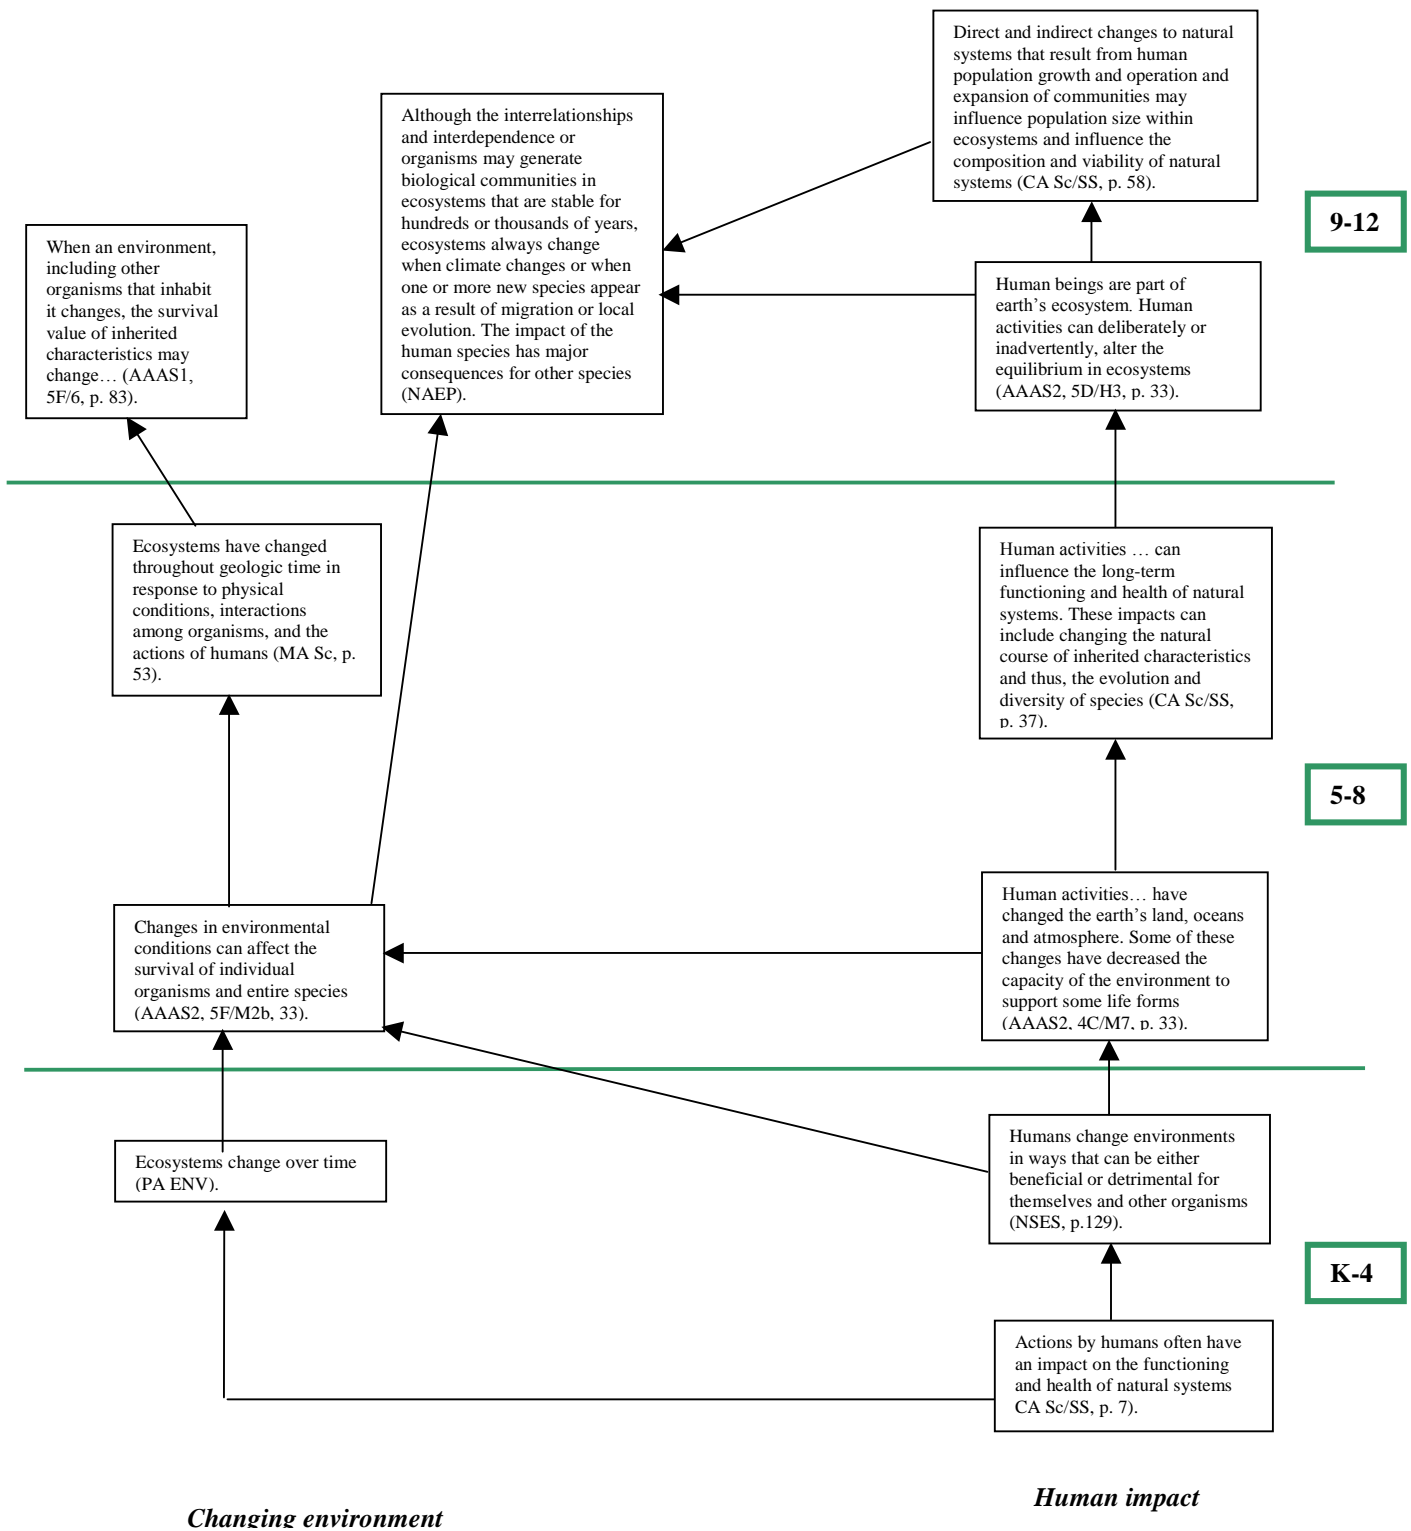 Direct and indirect changes to natural
systems that result from human
population growth and operation and
expansion of communities may
influence population size within
ecosystems and influence the
composition and viability of natural
systems (CA Sc/SS, p. 58).
Although the interrelationships
and interdependence or
organisms may generate
biological communities in
ecosystems that are stable for
hundreds or thousands of years,
ecosystems always change
when climate changes or when
one or more new species appear
as a result of migration or local
evolution. The impact of the
human species has major
consequences for other species
(NAEP).
9-12
When an environment,
including other
organisms that inhabit
it changes, the survival
value of inherited
characteristics may
change… (AAAS1,
5F/6, p. 83).
Human beings are part of
earth’s ecosystem. Human
activities can deliberately or
inadvertently, alter the
equilibrium in ecosystems
(AAAS2, 5D/H3, p. 33).
Ecosystems have changed
throughout geologic time in
response to physical
conditions, interactions
among organisms, and the
actions of humans (MA Sc, p.
53).
Human activities … can
influence the long-term
functioning and health of natural
systems. These impacts can
include changing the natural
course of inherited characteristics
and thus, the evolution and
diversity of species (CA Sc/SS,
p. 37).
5-8
Changes in environmental
conditions can affect the
survival of individual
organisms and entire species
(AAAS2, 5F/M2b, 33).
Human activities… have
changed the earth’s land, oceans
and atmosphere. Some of these
changes have decreased the
capacity of the environment to
support some life forms
(AAAS2, 4C/M7, p. 33).
Ecosystems change over time
(PA ENV).
Humans change environments
in ways that can be either
beneficial or detrimental for
themselves and other organisms
(NSES, p.129).
K-4
Actions by humans often have
an impact on the functioning
and health of natural systems
CA Sc/SS, p. 7).
Human impact
Changing environment